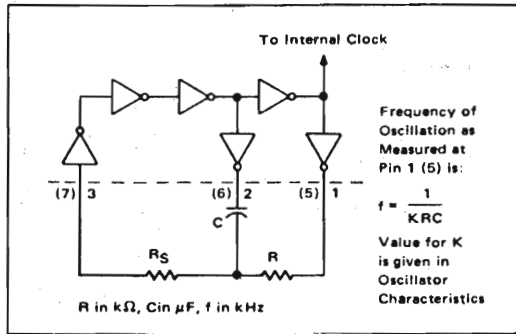 To Internal Clock
Frequency of
Oscillation as
Measured at
Pin 1 (5) is:
f = 1
KRC
Value for K
is given in
Oscillator
Characteristics
(7) 3 (6) 2 (5) 1
C
RS R
R in kΩ, Cin μF, f in kHz